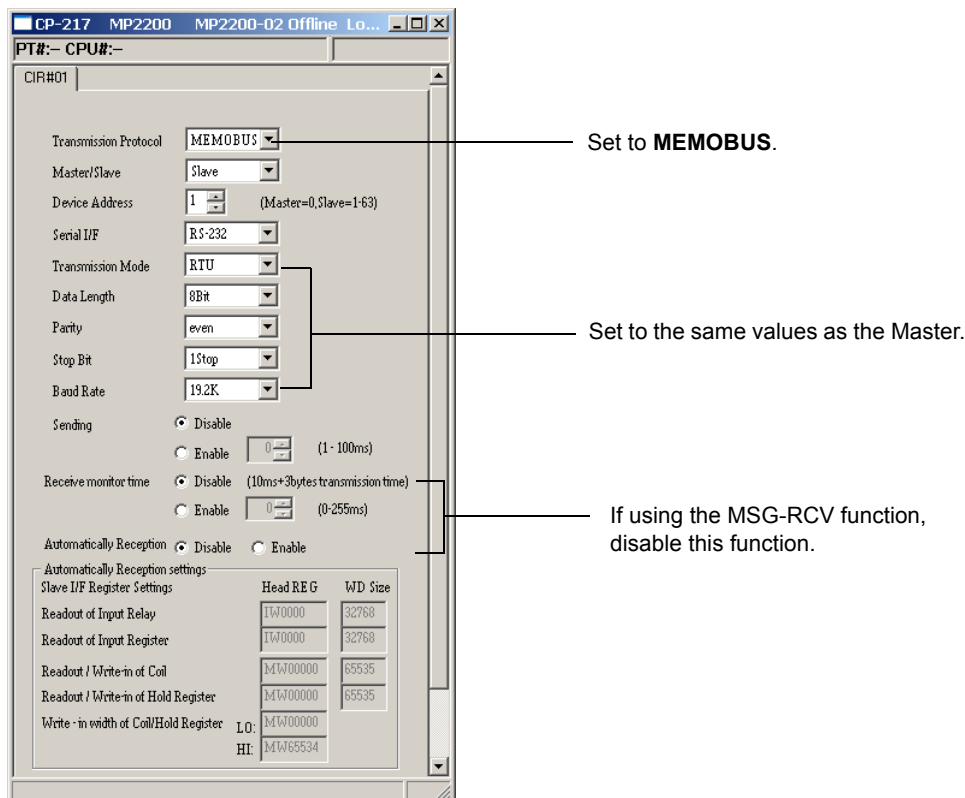 CP-217 MP2200 MP2200-02 Offline Lo...
PT#:– CPU#:–
CIR#01
Transmission Protocol MEMOBUS
Set to MEMOBUS.
Master/Slave Slave
Device Address 1 (Master=0,Slave=1-63)
Serial I/F RS-232
Transmission Mode RTU
Data Length 8Bit
Parity even
Set to the same values as the Master.
Stop Bit 1Stop
Baud Rate 19.2K
Sending Disable
Enable 0 (1 - 100ms)
Receive monitor time Disable (10ms+3bytes transmission time)
Enable 0 (0-255ms)
If using the MSG-RCV function,
disable this function.
Automatically Reception Disable Enable
Automatically Reception settings
Slave I/F Register Settings Head REG WD Size
Readout of Input Relay IW0000 32768
Readout of Input Register IW0000 32768
Readout / Write-in of Coil MW00000 65535
Readout / Write-in of Hold Register MW00000 65535
Write - in width of Coil/Hold Register LO: MW00000
HI: MW65534